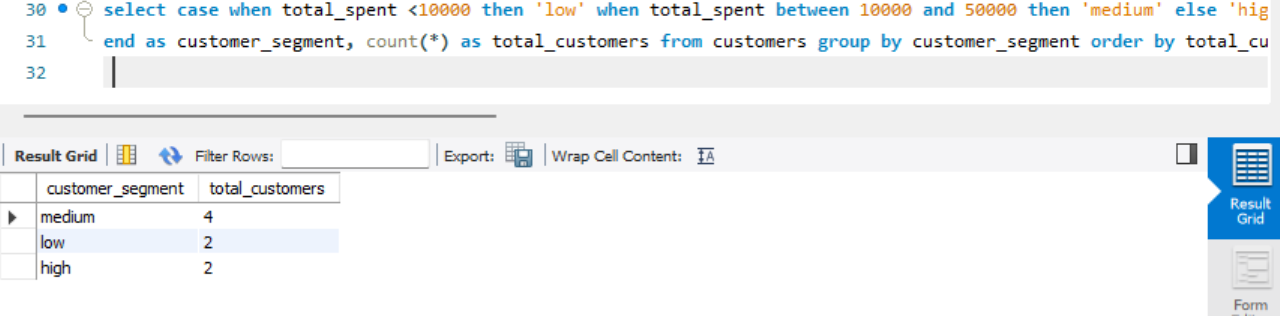 30 select case when total_spent <10000 then 'low' when total_spent between 10000 and 50000 then 'medium' else 'hig
31 end as customer_segment, count(*) as total_customers from customers group by customer_segment order by total_cu
32
Result Grid Filter Rows: Export: Wrap Cell Content:
customer_segment total_customers
medium 4
low 2
high 2
Result
Grid
Form